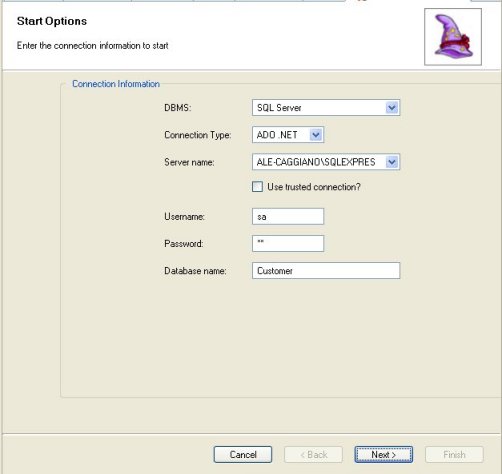 Start Options
Enter the connection information to start
Connection Information
DBMS: SQL Server
Connection Type: ADO .NET
Server name: ALE-CAGGIANO\SQLEXPRES
Use trusted connection?
Username: sa
Password: **
Database name: Customer
Cancel < Back Next > Finish